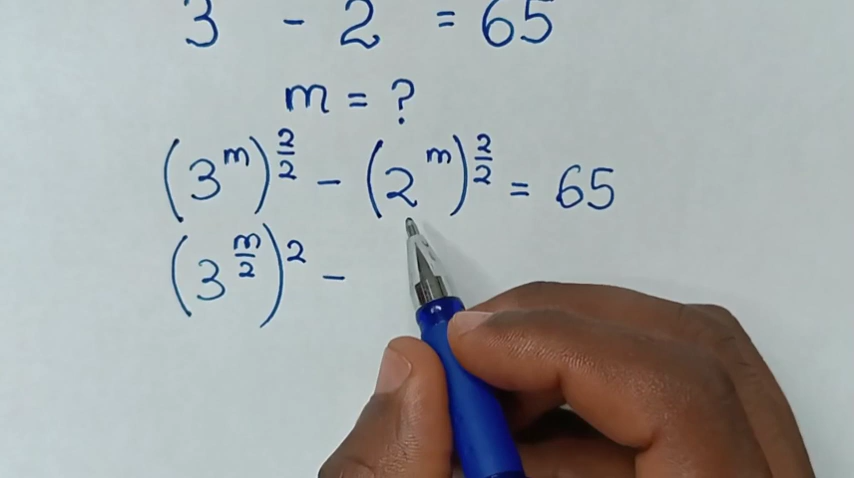 3 - 2 = 65
m = ?
(3^m)^(2/2) - (2^m)^(2/2) = 65
(3^(m/2))^2 -